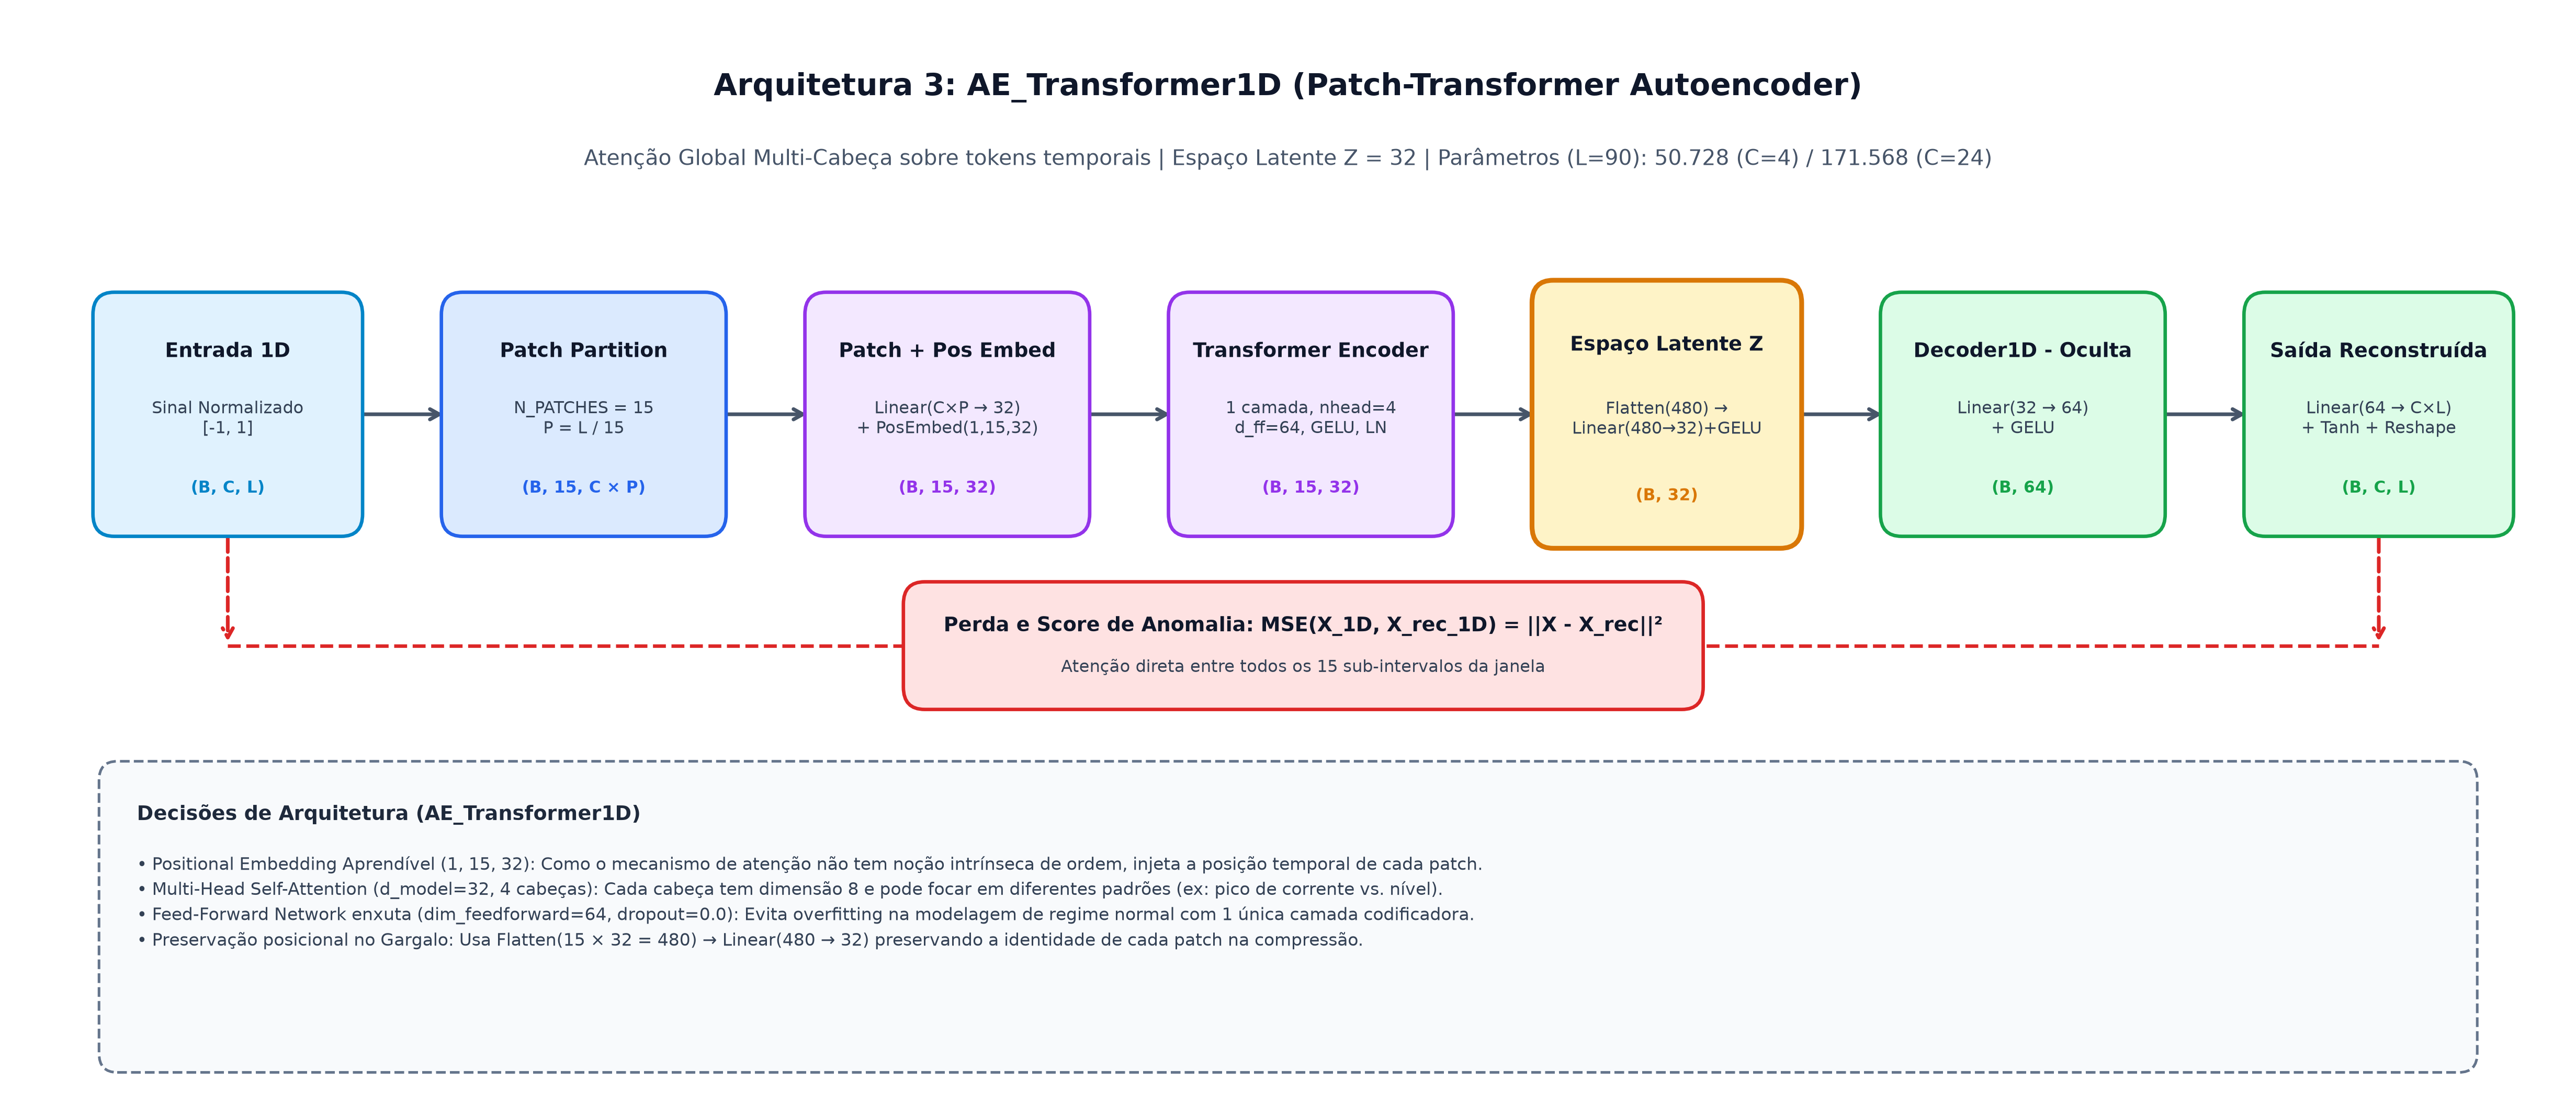 Arquitetura 3: AE_Transformer1D (Patch-Transformer Autoencoder)
Atenção Global Multi-Cabeça sobre tokens temporais | Espaço Latente Z = 32 | Parâmetros (L=90): 50.728 (C=4) / 171.568 (C=24)
Entrada 1D
Sinal Normalizado
[-1, 1]
(B, C, L)
Patch Partition
N_PATCHES = 15
P = L / 15
(B, 15, C × P)
Patch + Pos Embed
Linear(C×P → 32)
+ PosEmbed(1,15,32)
(B, 15, 32)
Transformer Encoder
1 camada, nhead=4
d_ff=64, GELU, LN
(B, 15, 32)
Espaço Latente Z
Flatten(480) →
Linear(480→32)+GELU
(B, 32)
Decoder1D - Oculta
Linear(32 → 64)
+ GELU
(B, 64)
Saída Reconstruída
Linear(64 → C×L)
+ Tanh + Reshape
(B, C, L)
Perda e Score de Anomalia: MSE(X_1D, X_rec_1D) = ||X - X_rec||²
Atenção direta entre todos os 15 sub-intervalos da janela
Decisões de Arquitetura (AE_Transformer1D)
• Positional Embedding Aprendível (1, 15, 32): Como o mecanismo de atenção não tem noção intrínseca de ordem, injeta a posição temporal de cada patch.
• Multi-Head Self-Attention (d_model=32, 4 cabeças): Cada cabeça tem dimensão 8 e pode focar em diferentes padrões (ex: pico de corrente vs. nível).
• Feed-Forward Network enxuta (dim_feedforward=64, dropout=0.0): Evita overfitting na modelagem de regime normal com 1 única camada codificadora.
• Preservação posicional no Gargalo: Usa Flatten(15 × 32 = 480) → Linear(480 → 32) preservando a identidade de cada patch na compressão.